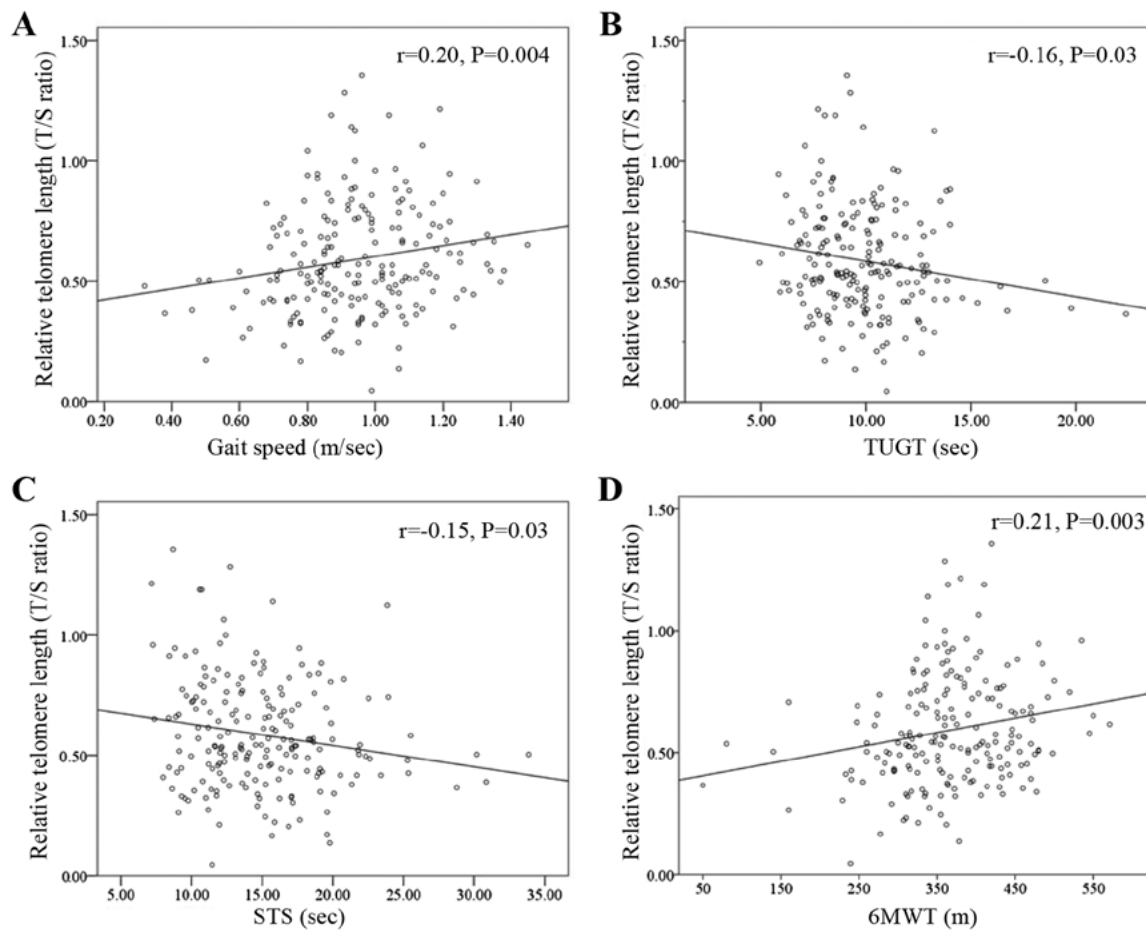 A
r=0.20, P=0.004
Relative telomere length (T/S ratio)
1.50
1.00
0.50
0.00
0.20 0.40 0.60 0.80 1.00 1.20 1.40
Gait speed (m/sec)
B
r=-0.16, P=0.03
Relative telomere length (T/S ratio)
1.50
1.00
0.50
0.00
5.00 10.00 15.00 20.00
TUGT (sec)
C
r=-0.15, P=0.03
Relative telomere length (T/S ratio)
1.50
1.00
0.50
0.00
5.00 10.00 15.00 20.00 25.00 30.00 35.00
STS (sec)
D
r=0.21, P=0.003
Relative telomere length (T/S ratio)
1.50
1.00
0.50
0.00
50 140 250 350 450 550
6MWT (m)